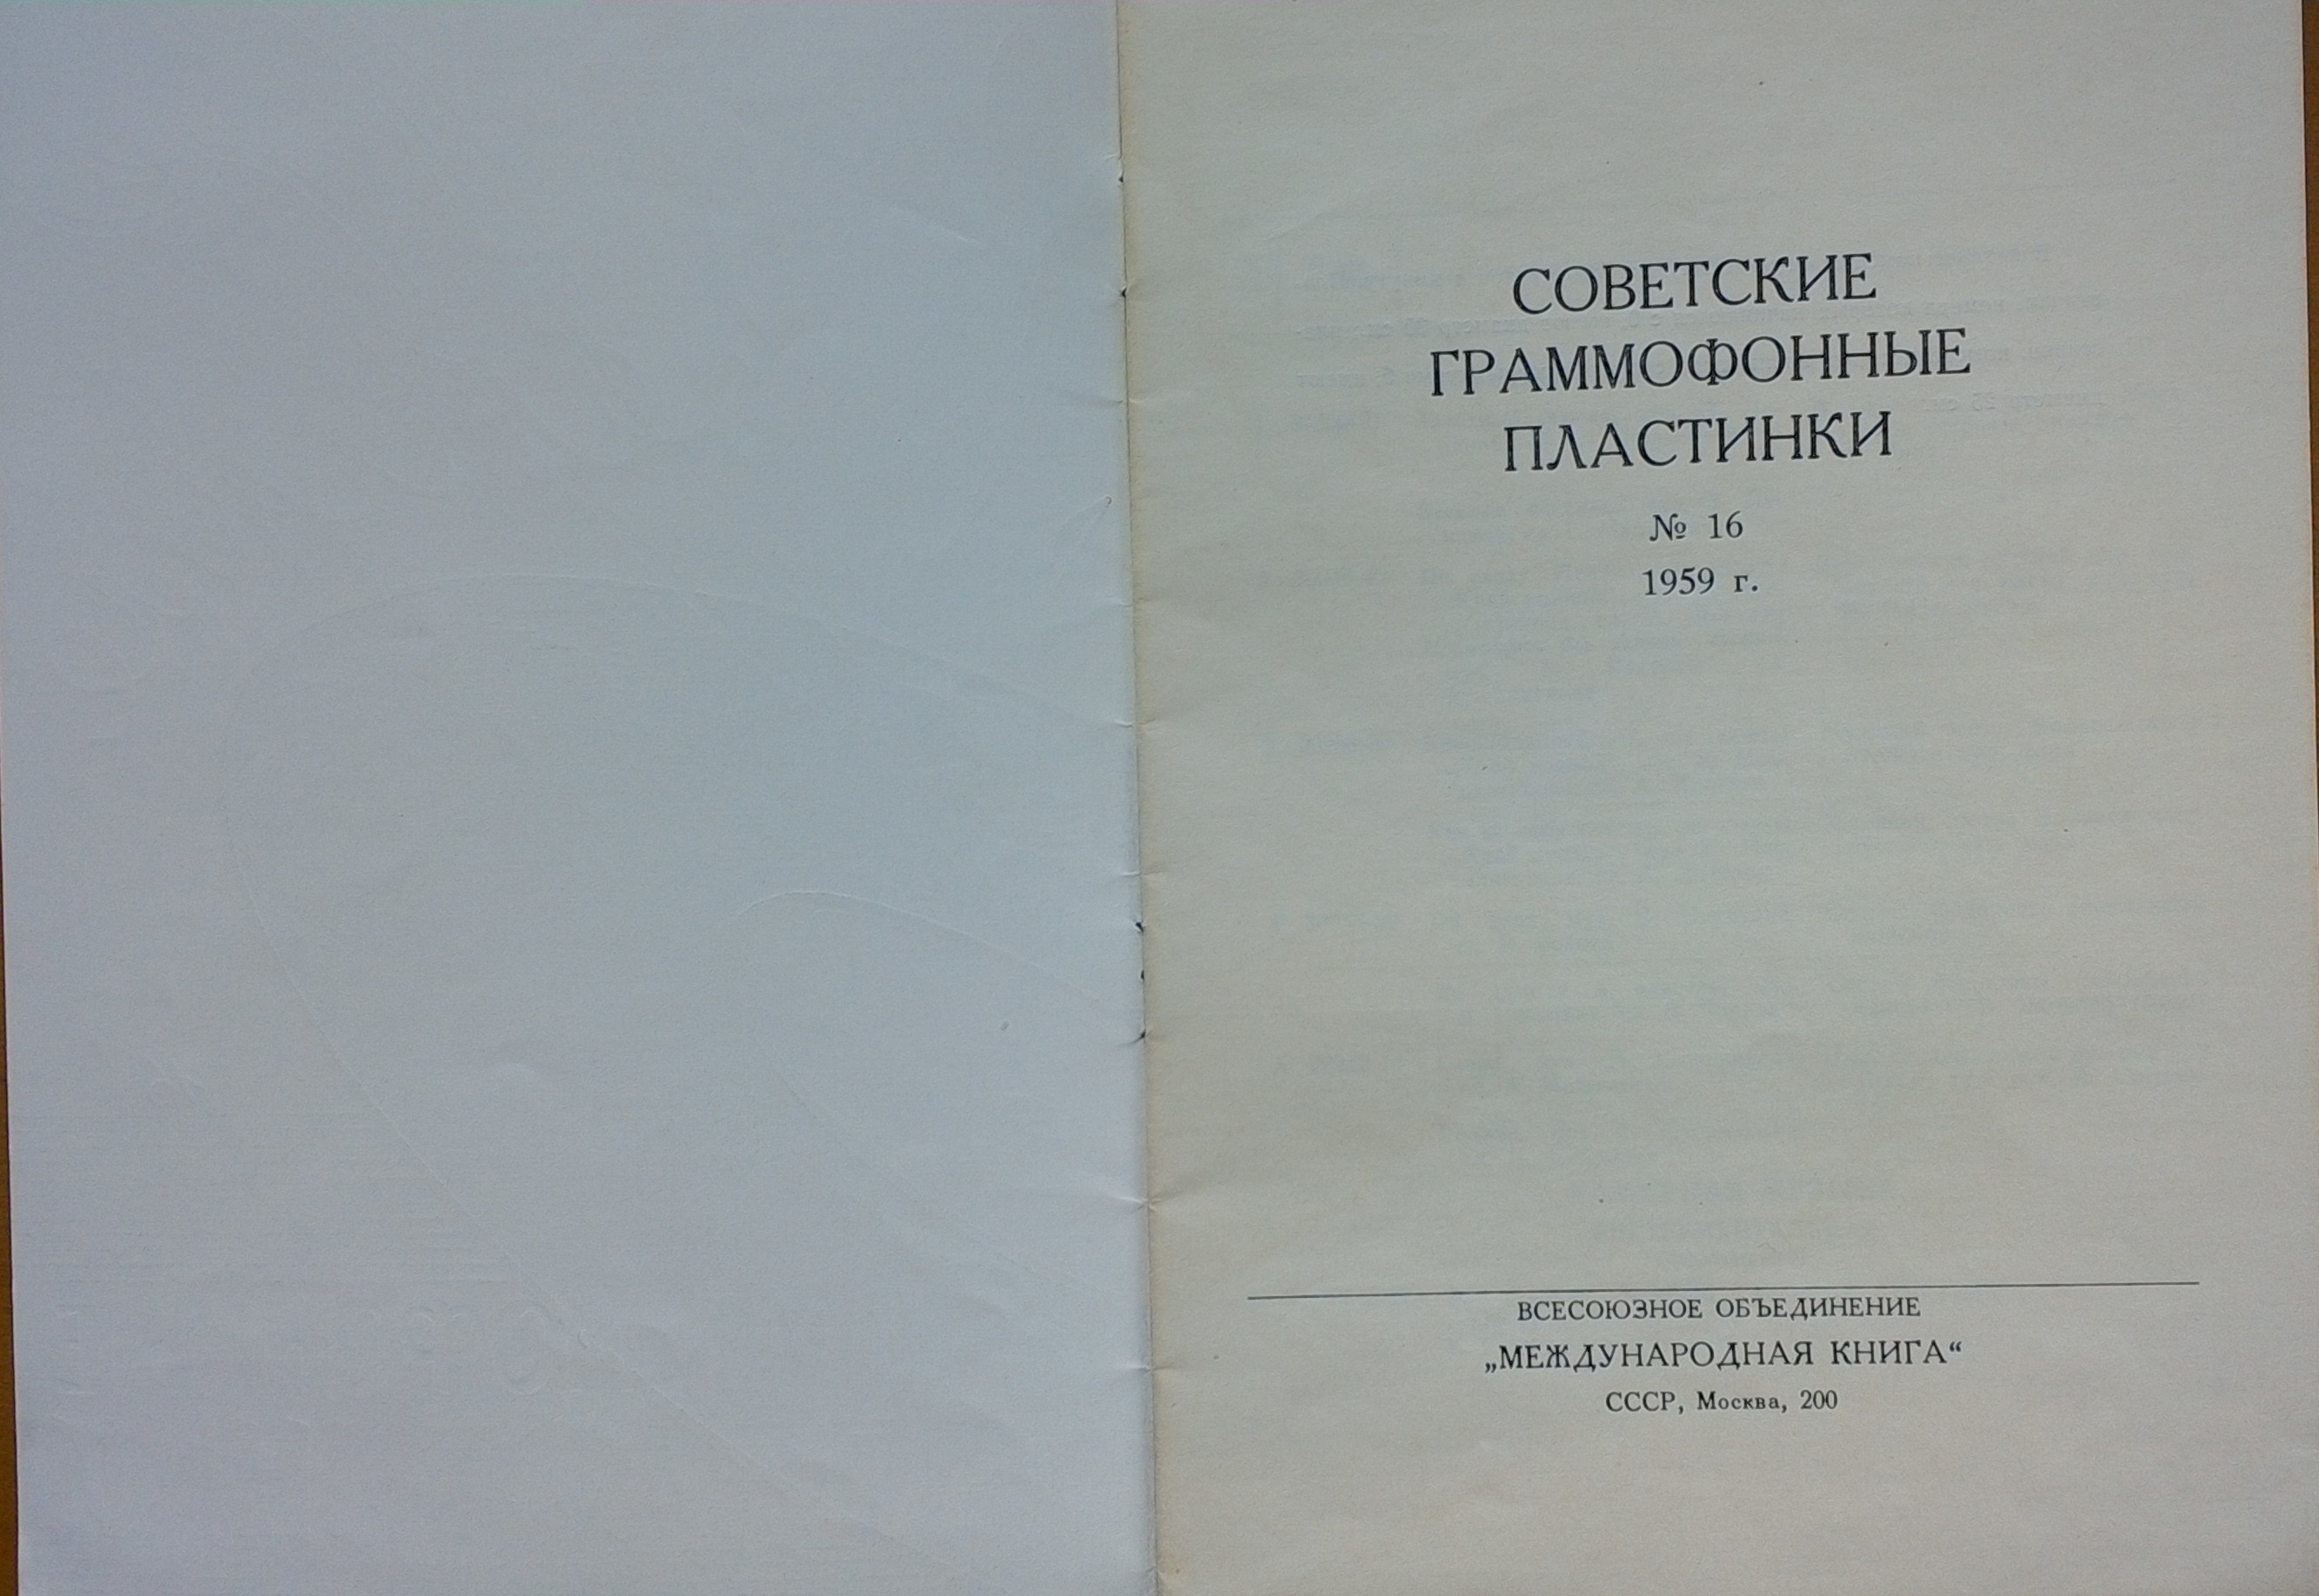 СОВЕТСКИЕ
ГРАММОФОННЫЕ
ПЛАСТИНКИ
№ 16
1959 г.
ВСЕСОЮЗНОЕ ОБЪЕДИНЕНИЕ
„МЕЖДУНАРОДНАЯ КНИГА“
СССР, Москва, 200